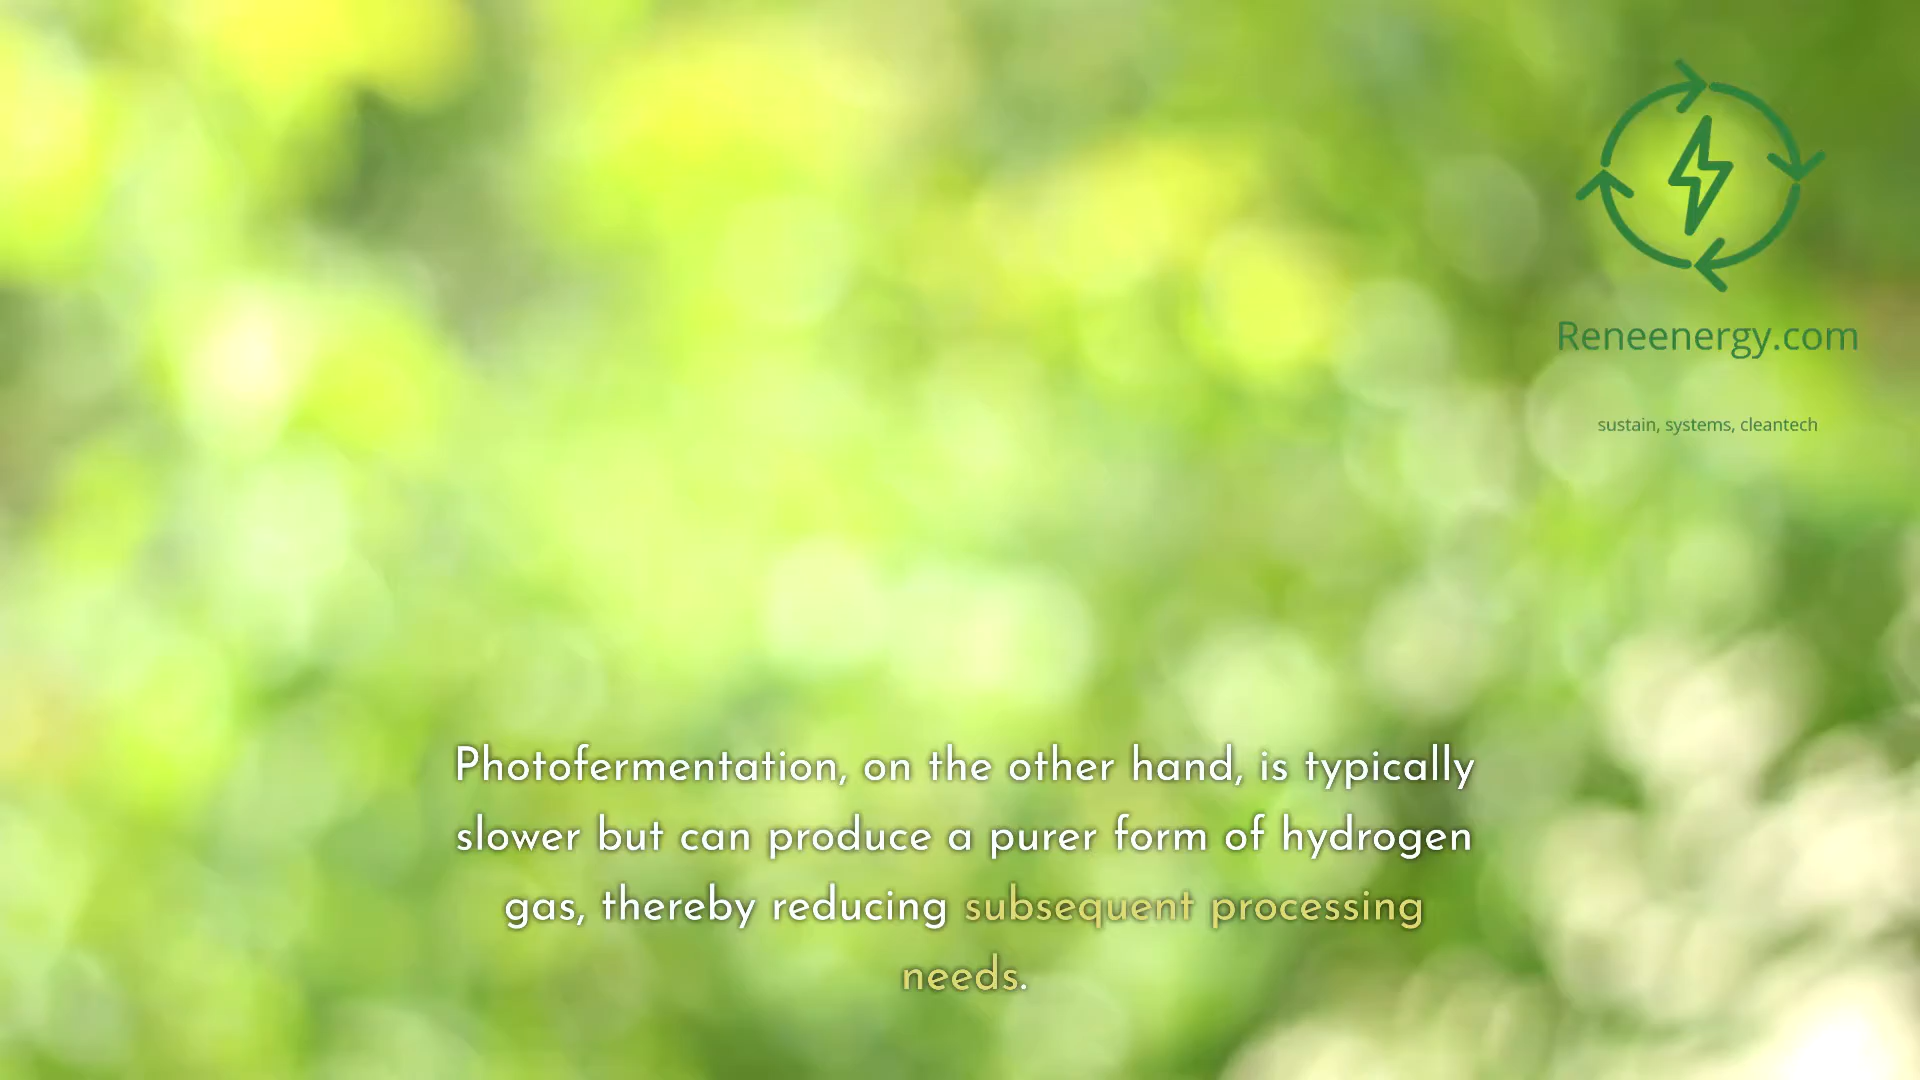 Reneenergy.com
sustain, systems, cleantech
Photofermentation, on the other hand, is typically
slower but can produce a purer form of hydrogen
gas, thereby reducing subsequent processing
needs.